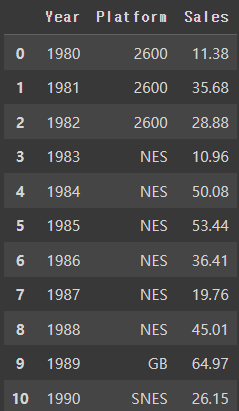 Year Platform Sales
0 1980 2600 11.38
1 1981 2600 35.68
2 1982 2600 28.88
3 1983 NES 10.96
4 1984 NES 50.08
5 1985 NES 53.44
6 1986 NES 36.41
7 1987 NES 19.76
8 1988 NES 45.01
9 1989 GB 64.97
10 1990 SNES 26.15